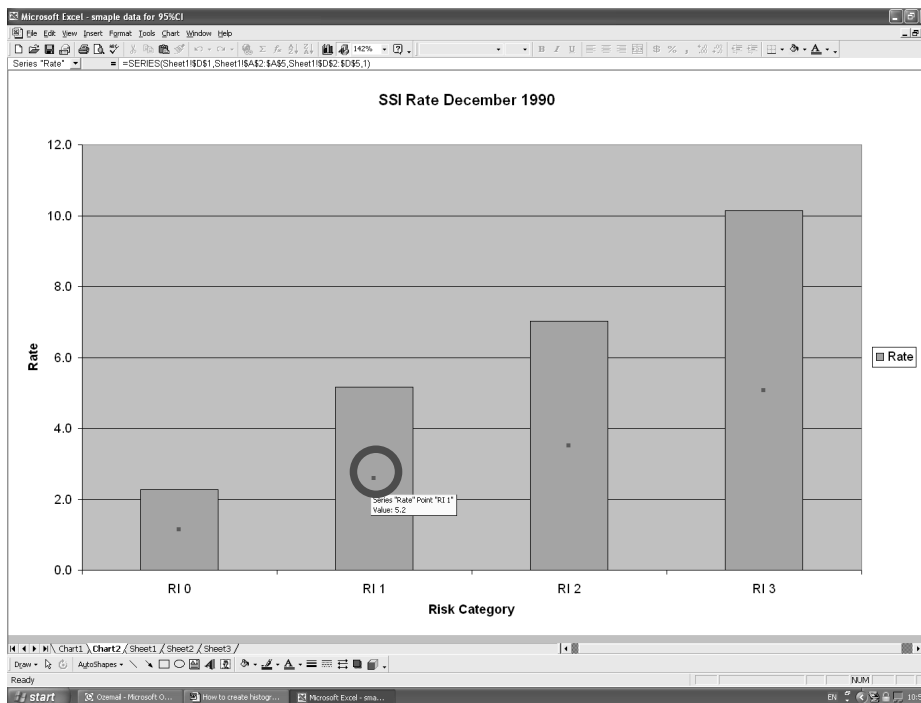 Microsoft Excel - smaple data for 95%CI
File Edit View Insert Format Tools Chart Window Help
142%
B I U
Series "Rate" = =SERIES(Sheet1!$D$1,Sheet1!$A$2:$A$5,Sheet1!$D$2:$D$5,1)
SSI Rate December 1990
12.0
10.0
8.0
6.0
4.0
2.0
0.0
Rate
Rate
Series "Rate" Point "RI 1"
Value: 5.2
RI 0 RI 1 RI 2 RI 3
Risk Category
Chart1 Chart2 Sheet1 Sheet2 Sheet3
Draw AutoShapes
Ready NUM
start Ozemail - Microsoft O... How to create histogr... Microsoft Excel - sma... EN